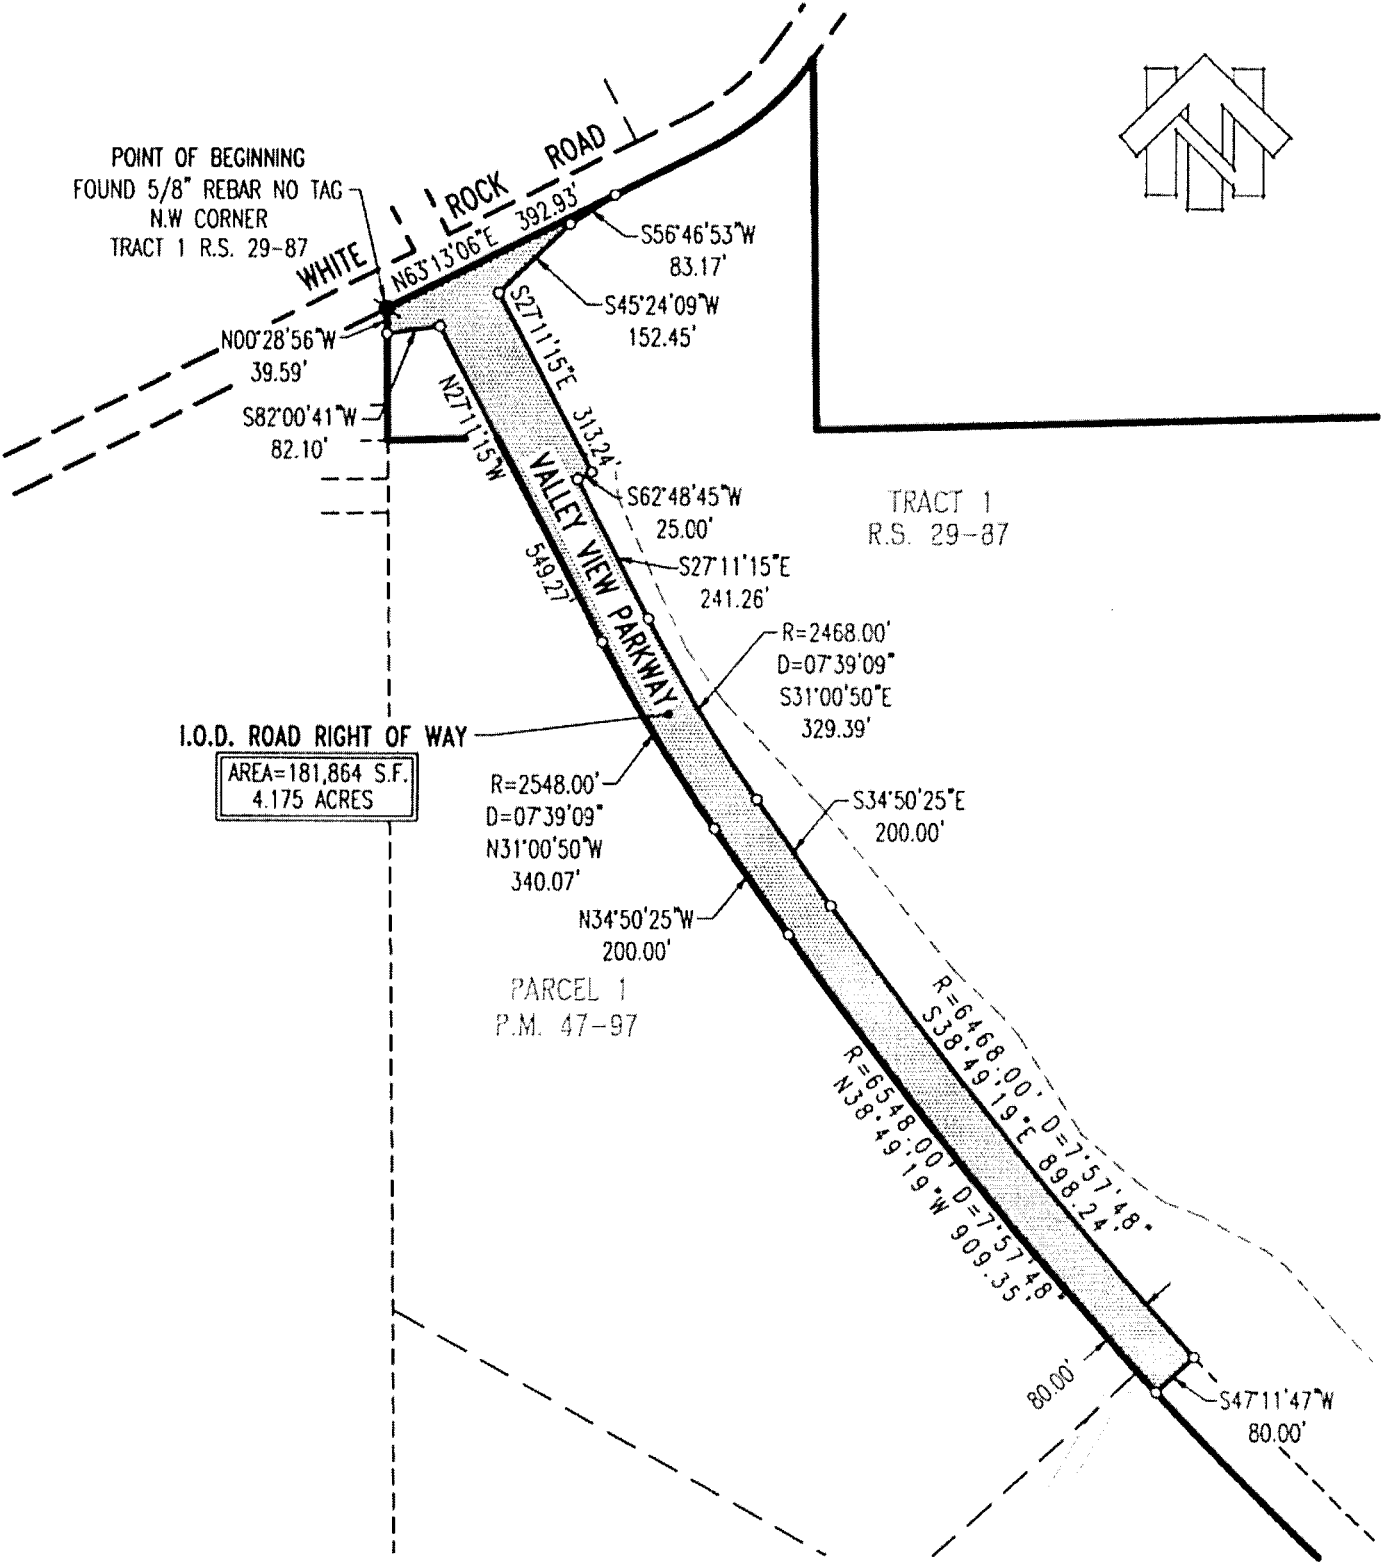 POINT OF BEGINNING
FOUND 5/8" REBAR NO TAG
N.W CORNER
TRACT 1 R.S. 29-87
WHITE ROCK ROAD
N63°13'06"E 392.93'
S56°46'53"W
83.17'
S45°24'09"W
152.45'
N00°28'56"W
39.59'
S82°00'41"W
82.10'
S27°11'15"E 313.24'
N27°11'15"W 549.27'
S62°48'45"W
25.00'
TRACT 1
R.S. 29-87
VALLEY VIEW PARKWAY
S27°11'15"E
241.26'
R=2468.00'
D=07°39'09"
S31°00'50"E
329.39'
I.O.D. ROAD RIGHT OF WAY
AREA=181,864 S.F.
4.175 ACRES
R=2548.00'
D=07°39'09"
N31°00'50"W
340.07'
S34°50'25"E
200.00'
N34°50'25"W
200.00'
PARCEL 1
P.M. 47-97
R=6468.00' D=7°57'48"
S38°49'19"E 898.24'
R=6548.00' D=7°57'48"
N38°49'19"W 909.35'
80.00'
S47°11'47"W
80.00'
N